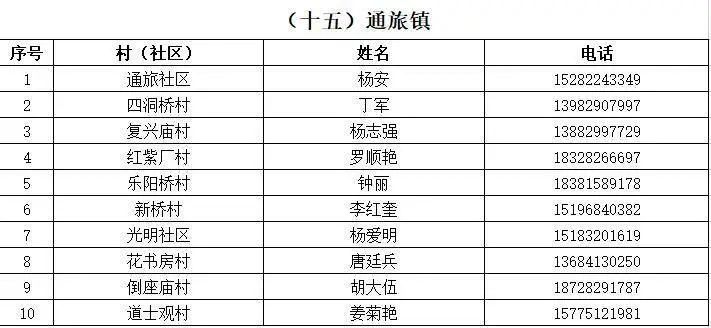 （十五）通旅镇
序号 村（社区） 姓名 电话
1 通旅社区 杨安 15282243349
2 四洞桥村 丁军 13982907997
3 复兴庙村 杨志强 13882997729
4 红紫厂村 罗顺艳 18328266697
5 乐阳桥村 钟丽 18381589178
6 新桥村 李红奎 15196840382
7 光明社区 杨爱明 15183201619
8 花书房村 唐廷兵 13684130250
9 倒座庙村 胡大伍 18728291787
10 道士观村 姜菊艳 15775121981